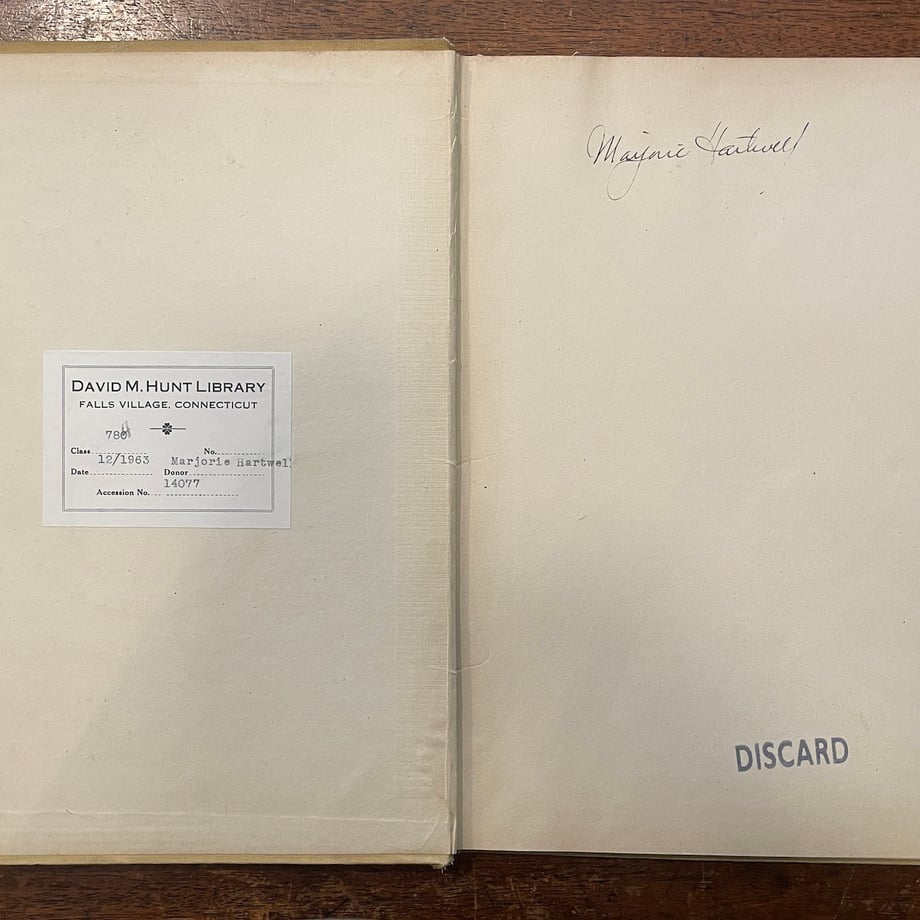 DAVID M. HUNT LIBRARY
FALLS VILLAGE, CONNECTICUT
780
Class No.
12/1963 Marjorie Hartwell
Date Donor
14077
Accession No.
Marjorie Hartwell
DISCARD